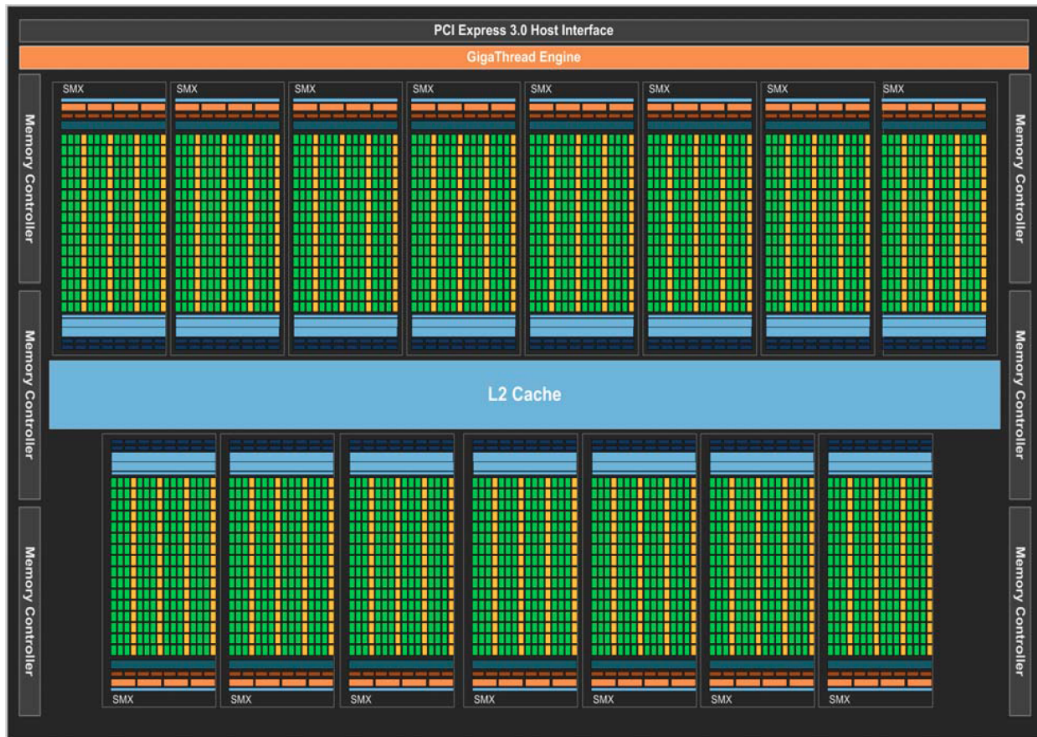 PCI Express 3.0 Host Interface
GigaThread Engine
SMX
SMX
SMX
SMX
SMX
SMX
SMX
SMX
Memory Controller
Memory Controller
Memory Controller
Memory Controller
L2 Cache
Memory Controller
Memory Controller
SMX
SMX
SMX
SMX
SMX
SMX
SMX